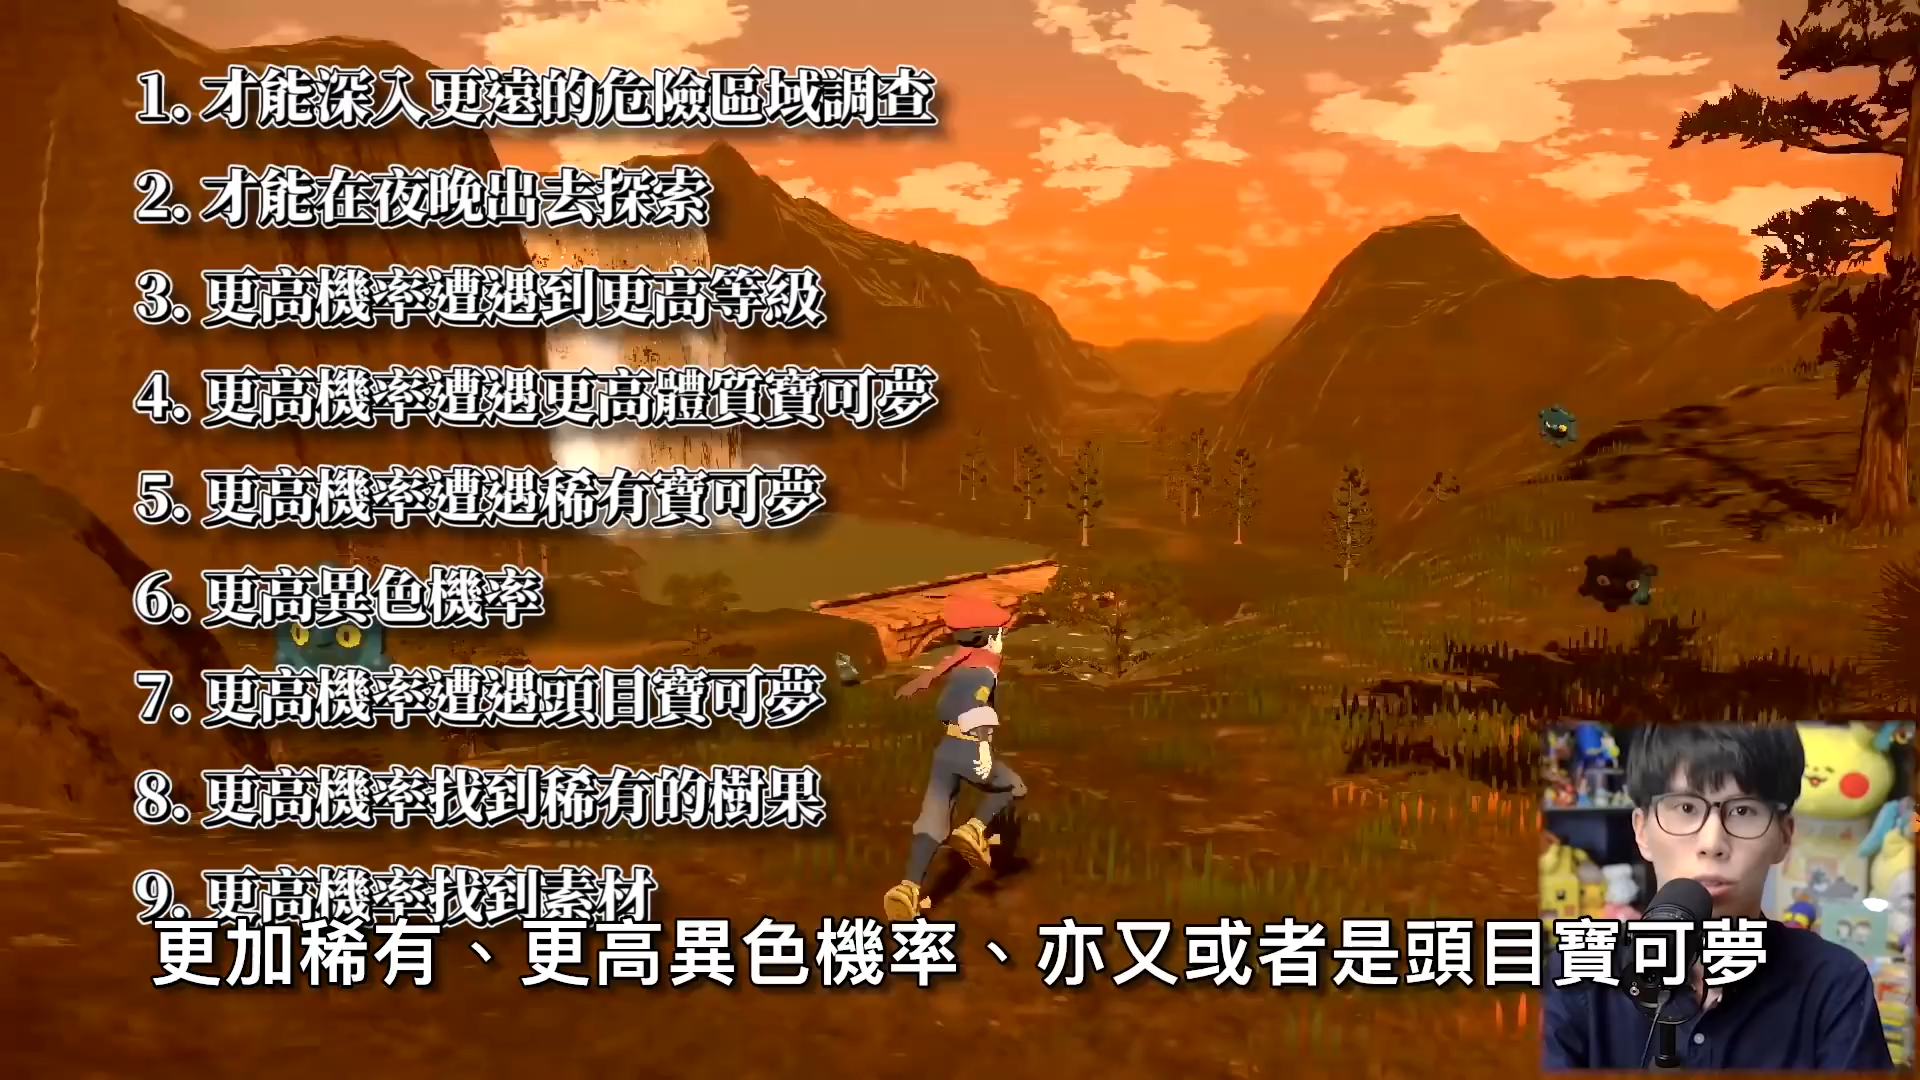 1. 才能深入更遠的危險區域調查
2. 才能在夜晚出去探索
3. 更高機率遭遇到更高等級
4. 更高機率遭遇更高體質寶可夢
5. 更高機率遭遇稀有寶可夢
6. 更高異色機率
7. 更高機率遭遇頭目寶可夢
8. 更高機率找到稀有的樹果
9. 更高機率找到素材
更加稀有、更高異色機率、亦又或者是頭目寶可夢